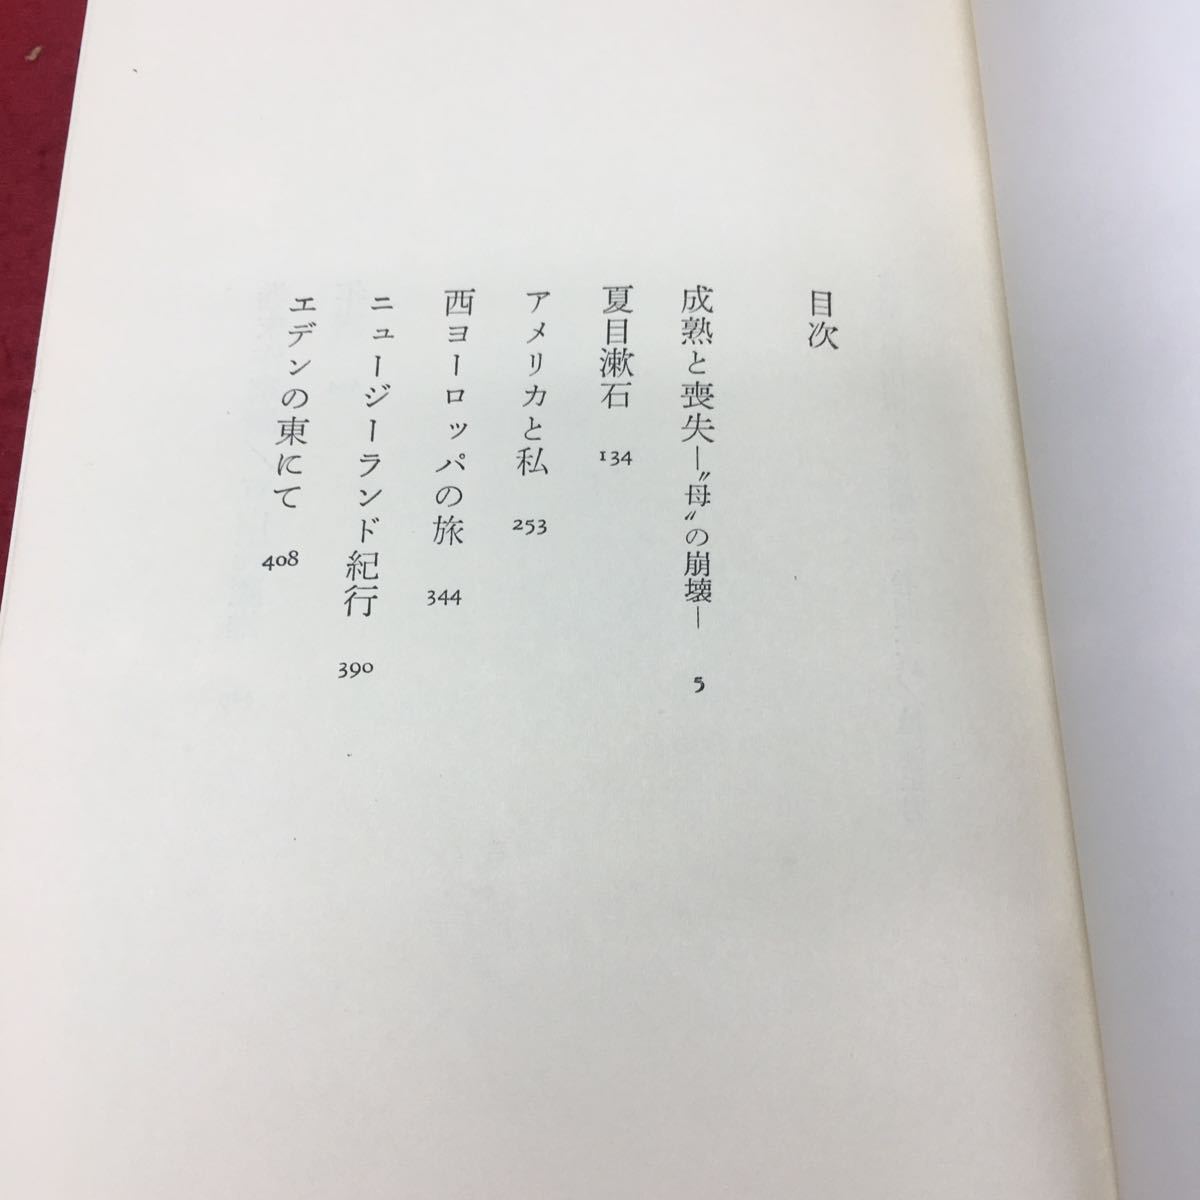 目次
成熟と喪失―〝母〟の崩壊― 5
夏目漱石 134
アメリカと私 253
西ヨーロッパの旅 344
ニュージーランド紀行 390
エデンの東にて 408